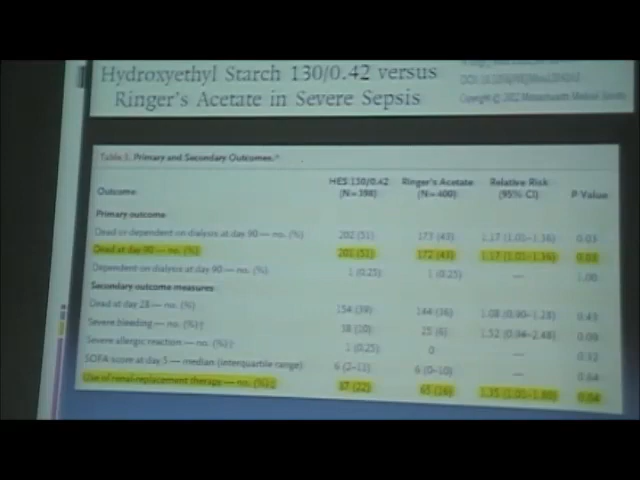 Hydroxyethyl Starch 130/0.42 versus
Ringer's Acetate in Severe Sepsis
Copyright © 2012 Massachusetts Medical Society
Table 3. Primary and Secondary Outcomes.*
Outcome HES 130/0.42 (N=398) Ringer's Acetate (N=400) Relative Risk (95% CI) P Value
Primary outcome
Dead or dependent on dialysis at day 90 — no. (%) 202 (51) 173 (43) 1.17 (1.01–1.36) 0.03
Dead at day 90 — no. (%) 201 (51) 172 (43) 1.17 (1.01–1.36) 0.03
Dependent on dialysis at day 90 — no. (%) 1 (0.25) 1 (0.25) — 1.00
Secondary outcome measures
Dead at day 28 — no. (%) 154 (39) 144 (36) 1.08 (0.90–1.28) 0.43
Severe bleeding — no. (%)† 38 (10) 25 (6) 1.52 (0.94–2.48) 0.09
Severe allergic reaction — no. (%)† 1 (0.25) 0 — 0.32
SOFA score at day 5 — median (interquartile range) 6 (2–11) 6 (0–10) — 0.64
Use of renal-replacement therapy — no. (%)‡ 87 (22) 65 (16) 1.35 (1.01–1.80) 0.04